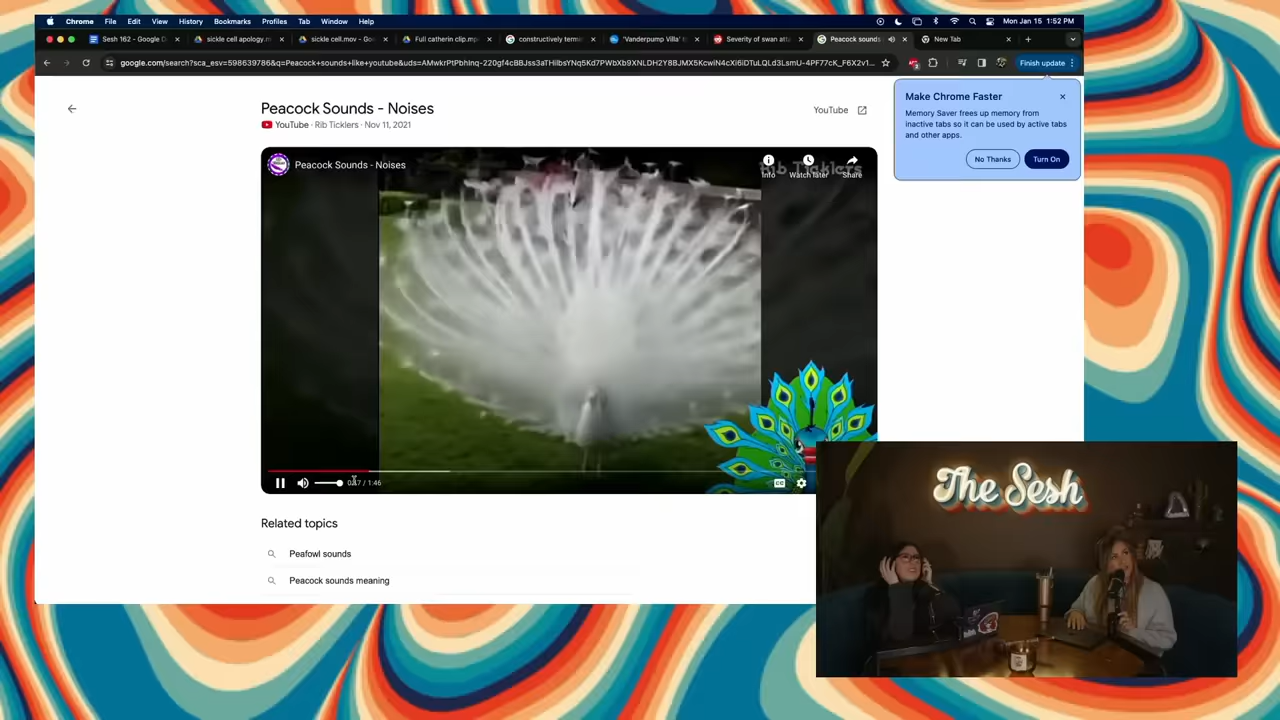 Chrome File Edit View History Bookmarks Profiles Tab Window Help Mon Jan 15 1:52 PM
Sesh 162 - Google D sickle cell apology.m sickle cell.mov - Go Full catherin clip.mp 'Vanderpump Villa' t Severity of swan att Peacock sounds New Tab
Finish update
Make Chrome Faster
Memory Saver frees up memory from
inactive tabs so it can be used by active tabs
and other apps.
No Thanks Turn On
Peacock Sounds - Noises
YouTube · Rib Ticklers · Nov 11, 2021
YouTube
Peacock Sounds - Noises
Rib Ticklers
Info Watch later Share
/ 1:46
CC
Related topics
Peafowl sounds
Peacock sounds meaning
The Sesh